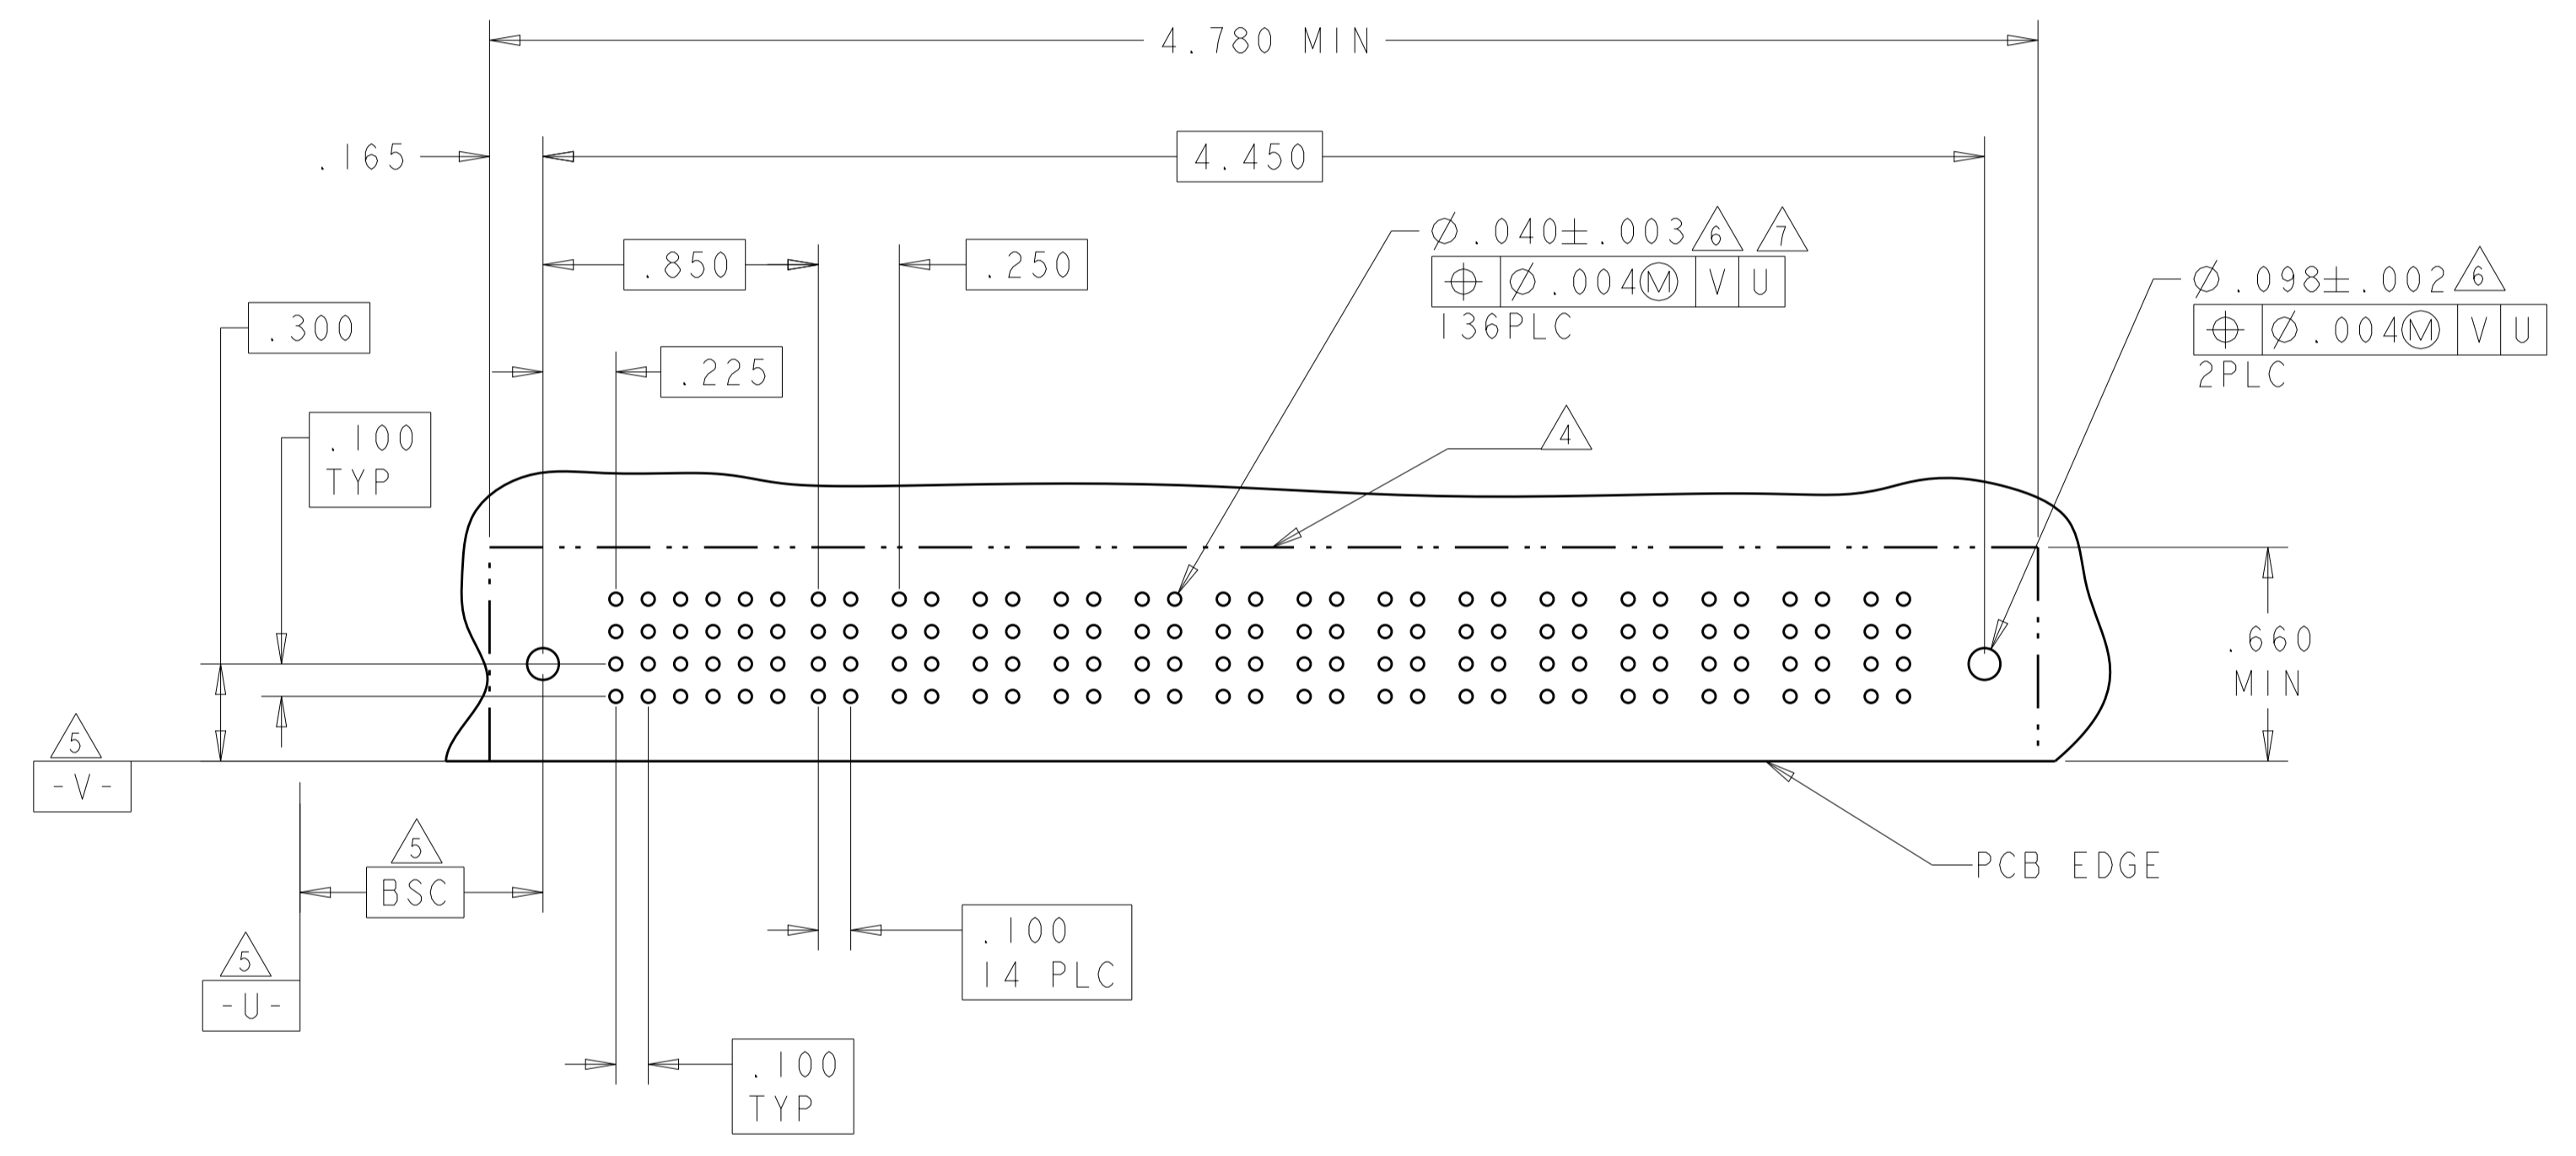 4.780 MIN
.165
4.450
.850
.250
.300
.225
.100
TYP
Ø.040±.003 6 7
⌖ Ø.004Ⓜ V U
136PLC
Ø.098±.002 6
⌖ Ø.004Ⓜ V U
2PLC
4
.660
MIN
5
-V-
5
BSC
5
-U-
PCB EDGE
.100
14 PLC
.100
TYP